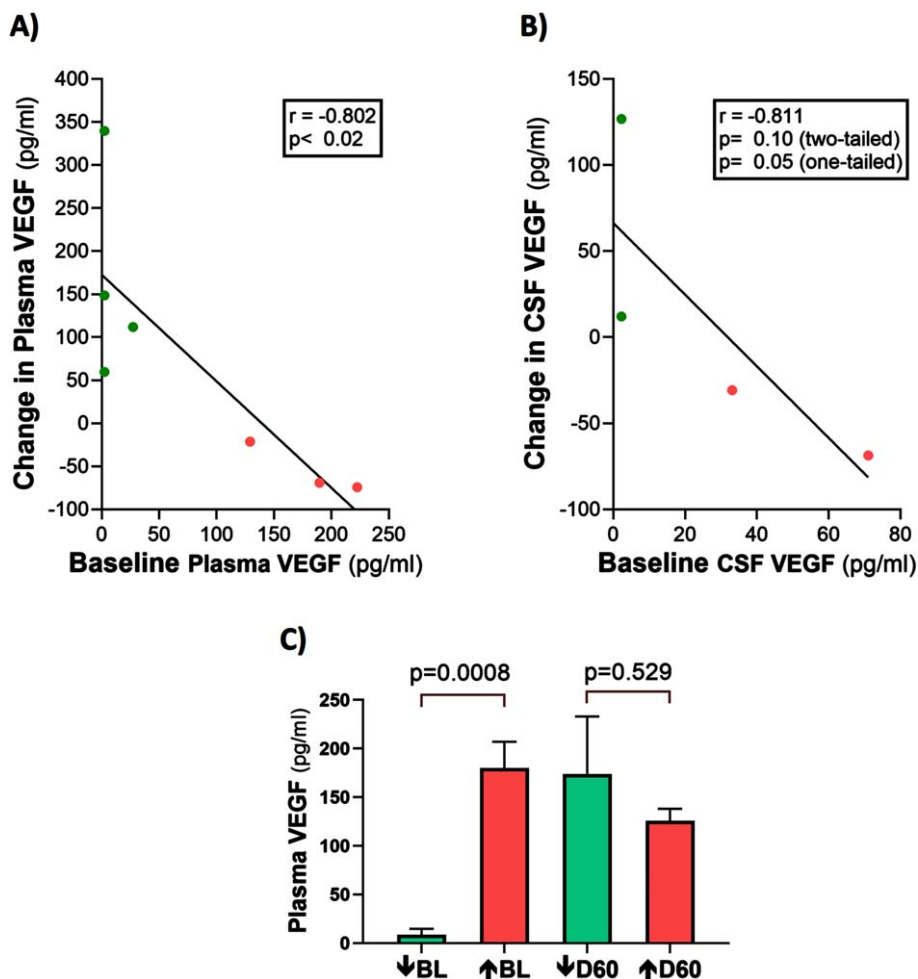 A)
400
350
300
250
200
150
100
50
0
-50
-100
0 50 100 150 200 250
Change in Plasma VEGF (pg/ml)
Baseline Plasma VEGF (pg/ml)
r = -0.802
p< 0.02
B)
150
100
50
0
-50
-100
0 20 40 60 80
Change in CSF VEGF (pg/ml)
Baseline CSF VEGF (pg/ml)
r = -0.811
p= 0.10 (two-tailed)
p= 0.05 (one-tailed)
C)
p=0.0008
p=0.529
250
200
150
100
50
0
Plasma VEGF (pg/ml)
↓BL ↑BL ↓D60 ↑D60